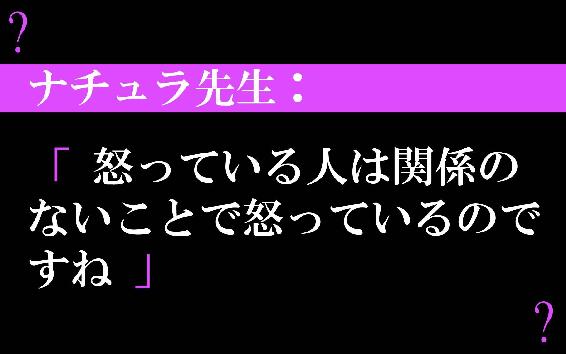 ?
ナチュラ先生：
「 怒っている人は関係の
ないことで怒っているので
すね 」
?